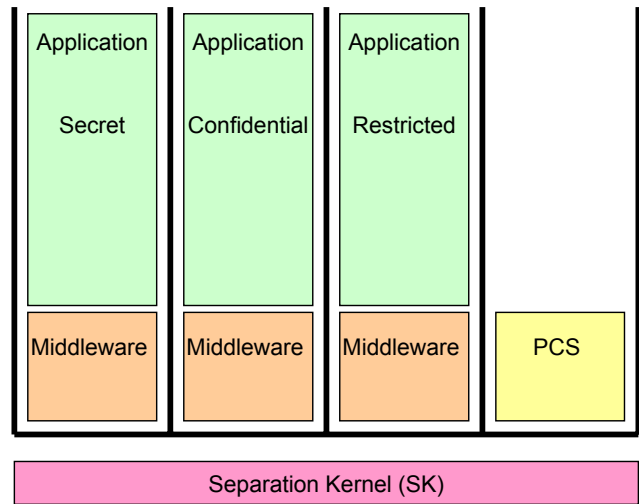 Application
Application
Application
Secret
Confidential
Restricted
Middleware
Middleware
Middleware
PCS
Separation Kernel (SK)